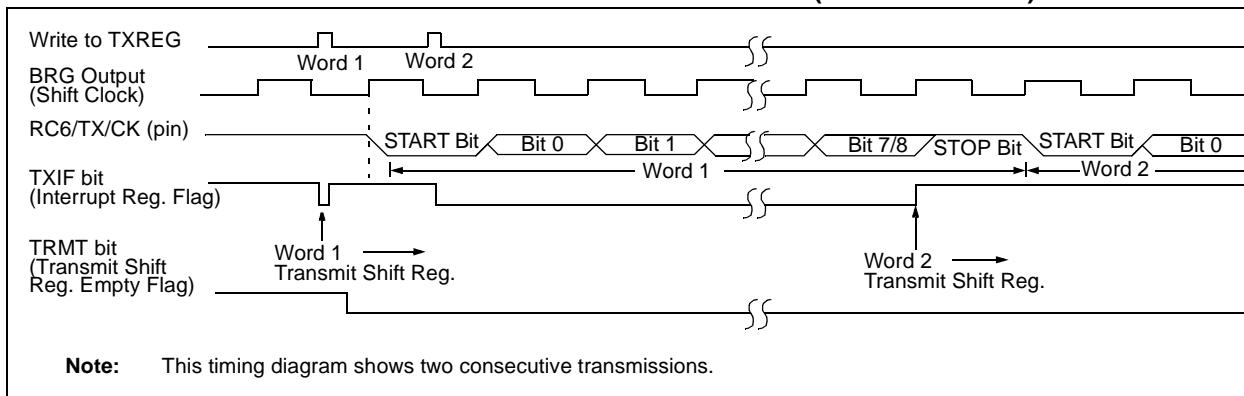 Write to TXREG
Word 1
Word 2
BRG Output
(Shift Clock)
RC6/TX/CK (pin)
START Bit
Bit 0
Bit 1
Bit 7/8
STOP Bit
START Bit
Bit 0
Word 1
Word 2
TXIF bit
(Interrupt Reg. Flag)
Word 1
Transmit Shift Reg.
Word 2
Transmit Shift Reg.
TRMT bit
(Transmit Shift
Reg. Empty Flag)
Note: This timing diagram shows two consecutive transmissions.